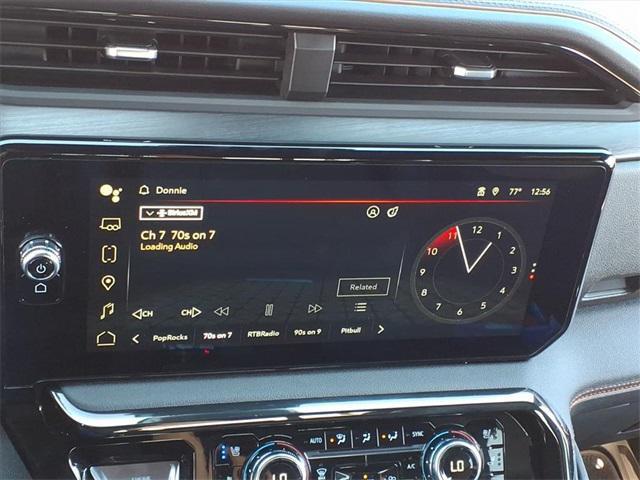 Donnie 77° 12:56
SiriusXM
Ch 7 70s on 7
Loading Audio
Related
CH CH
PopRocks 70s on 7 RTBRadio 90s on 9 Pitbull
12
1
2
3
4
5
6
7
8
9
10
11
AUTO SYNC
A/C
LO LO